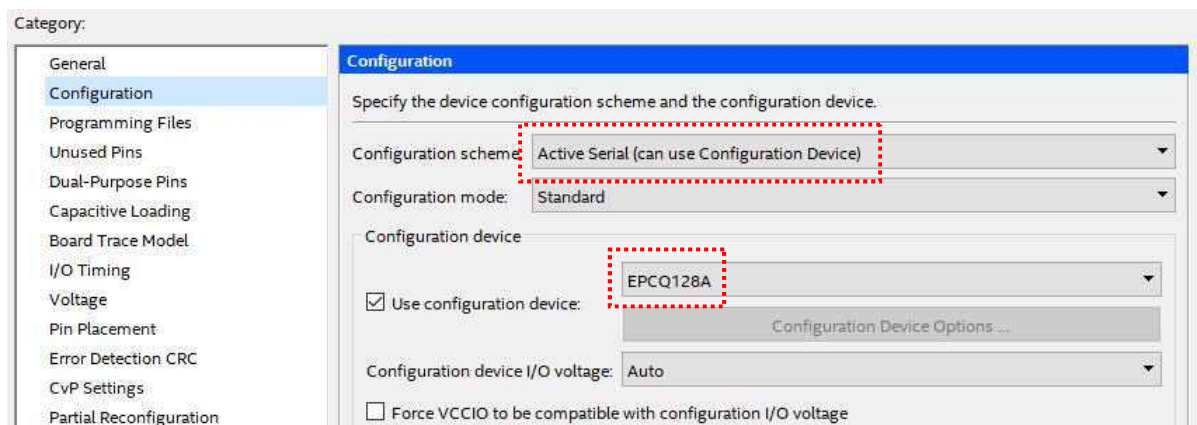 Category:
General
Configuration
Programming Files
Unused Pins
Dual-Purpose Pins
Capacitive Loading
Board Trace Model
I/O Timing
Voltage
Pin Placement
Error Detection CRC
CvP Settings
Partial Reconfiguration
Configuration
Specify the device configuration scheme and the configuration device.
Configuration scheme Active Serial (can use Configuration Device)
Configuration mode: Standard
Configuration device
EPCQ128A
Use configuration device:
Configuration Device Options ...
Configuration device I/O voltage: Auto
Force VCCIO to be compatible with configuration I/O voltage